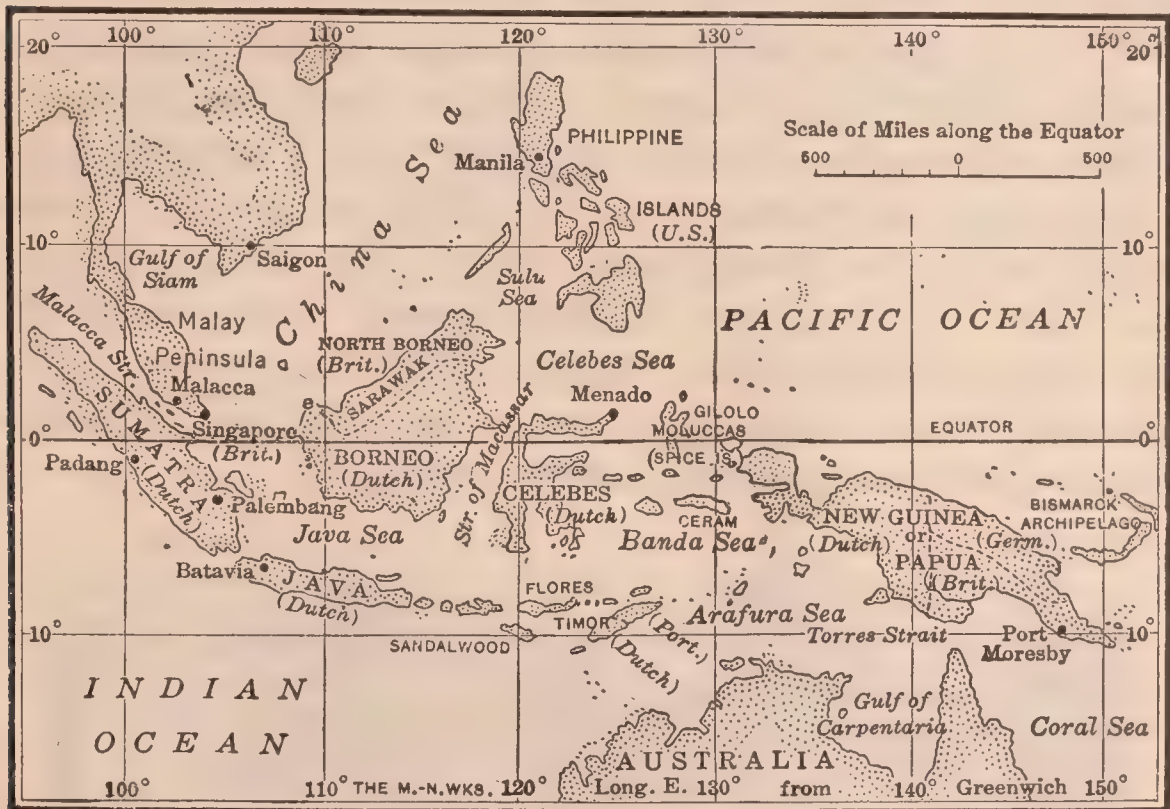 100° 110° 120° 130° 140° 150°
20° 20°
China Sea
PHILIPPINE
Manila
Scale of Miles along the Equator
500 0 500
ISLANDS
(U.S.)
10° 10°
Gulf of
Siam
Saigon
Sulu
Sea
Malay
Peninsula
Malacca Str.
Malacca
PACIFIC OCEAN
NORTH BORNEO
(Brit.)
SARAWAK
Celebes Sea
Menado
GILOLO
MOLUCCAS
(SPICE IS.)
EQUATOR
0° 0°
SUMATRA
(Dutch)
Singapore
(Brit.)
Padang
Palembang
BORNEO
(Dutch)
Str. of Macassar
CELEBES
(Dutch)
CERAM
Banda Sea
NEW GUINEA
or
PAPUA
(Dutch)
(Germ.)
(Brit.)
BISMARCK
ARCHIPELAGO
Java Sea
Batavia
JAVA
(Dutch)
FLORES
TIMOR
(Port.)
(Dutch)
SANDALWOOD
Arafura Sea
Torres Strait
Port
Moresby
10° 10°
INDIAN
OCEAN
Gulf of
Carpentaria
Coral Sea
AUSTRALIA
100° 110° THE M.-N. WKS. 120° Long. E. from 140° Greenwich 150°